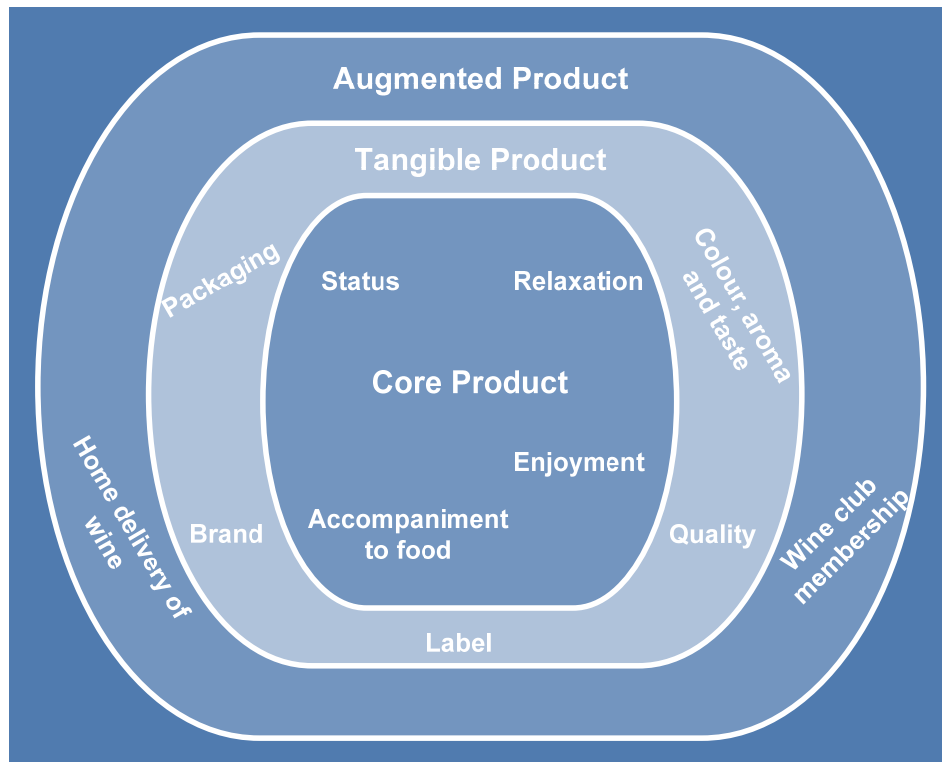 Augmented Product
Tangible Product
Packaging
Colour, aroma
and taste
Status
Relaxation
Core Product
Enjoyment
Accompaniment
to food
Home delivery of
wine
Brand
Quality
Wine club
membership
Label